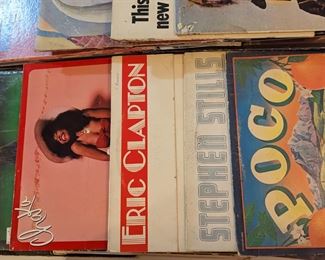 This
new
ERIC CLAPTON
STEPHEN STILLS
POCO